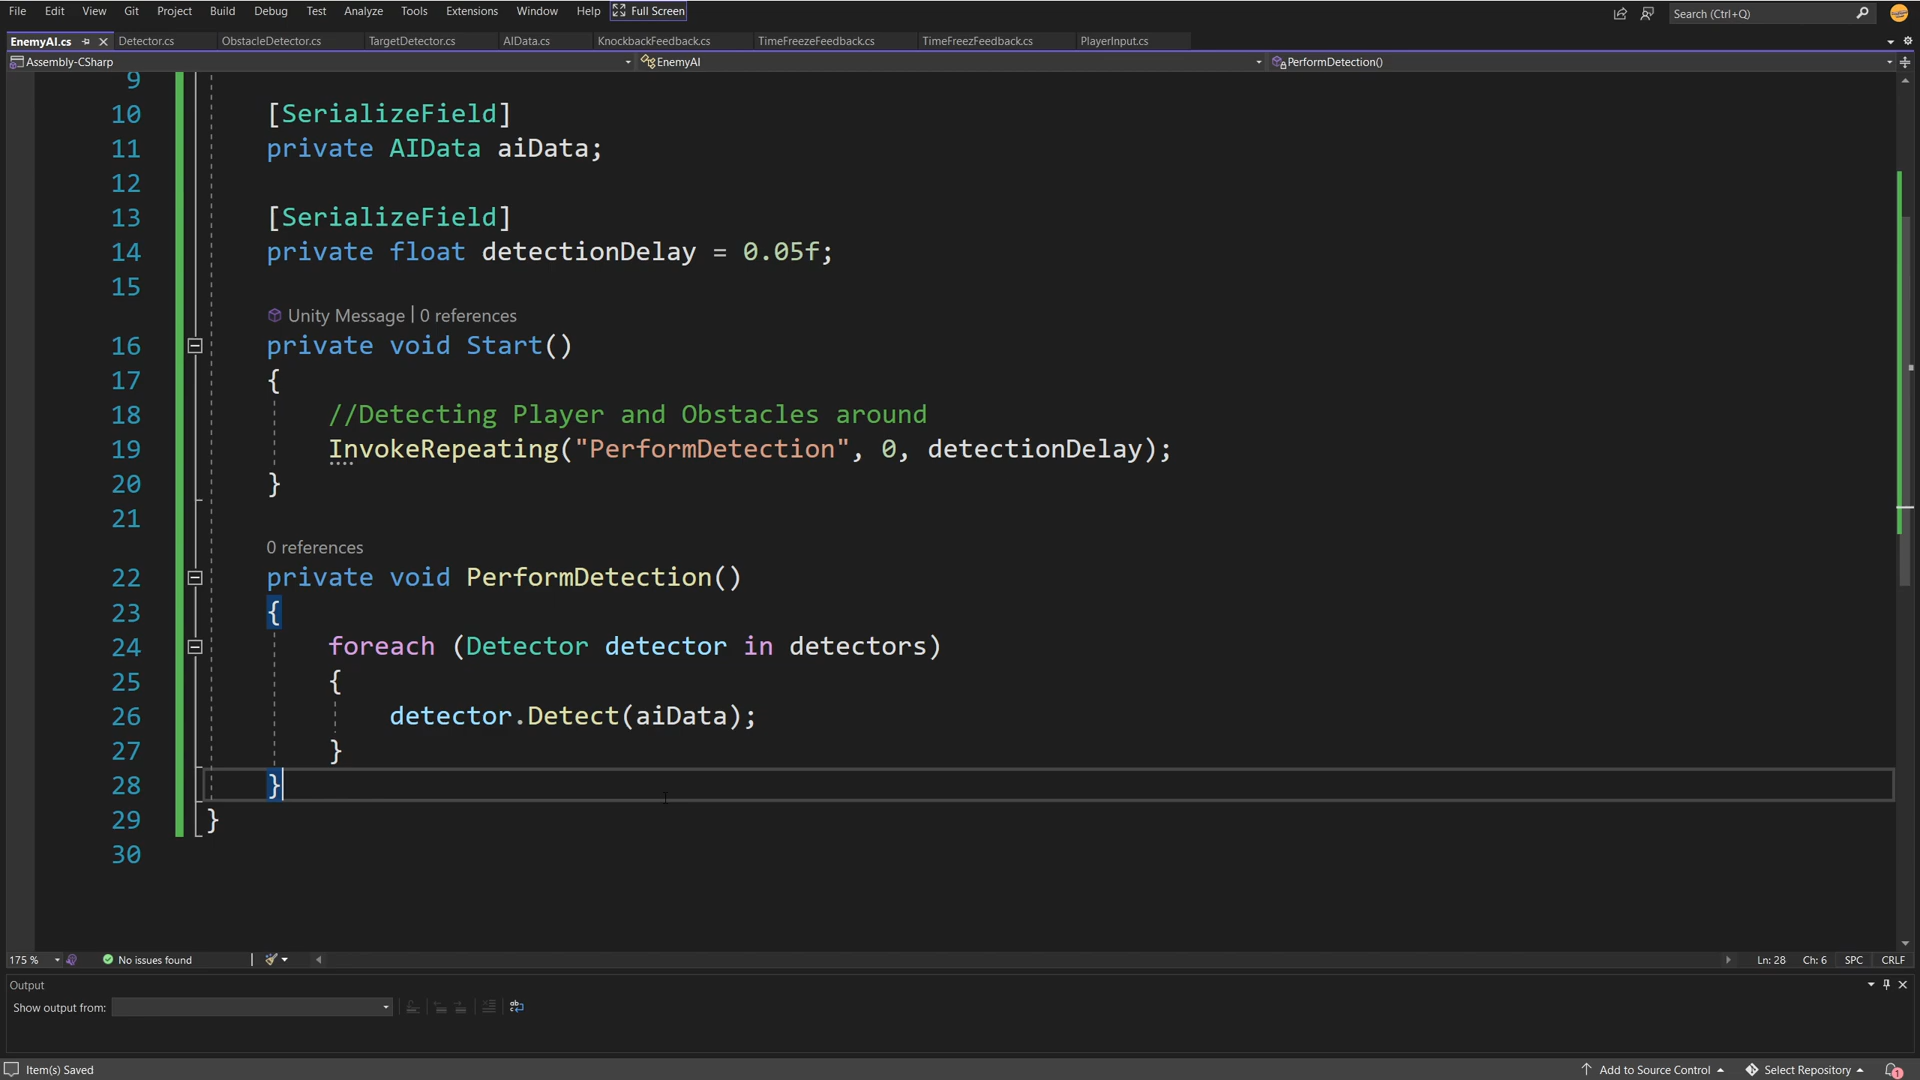 File Edit View Git Project Build Debug Test Analyze Tools Extensions Window Help Full Screen Search (Ctrl+Q)
EnemyAI.cs Detector.cs ObstacleDetector.cs TargetDetector.cs AIData.cs KnockbackFeedback.cs TimeFreezeFeedback.cs TimeFreezFeedback.cs PlayerInput.cs
Assembly-CSharp EnemyAI PerformDetection()
9
10 [SerializeField]
11 private AIData aiData;
12
13 [SerializeField]
14 private float detectionDelay = 0.05f;
15
Unity Message | 0 references
16 private void Start()
17 {
18 //Detecting Player and Obstacles around
19 InvokeRepeating("PerformDetection", 0, detectionDelay);
20 }
21
0 references
22 private void PerformDetection()
23 {
24 foreach (Detector detector in detectors)
25 {
26 detector.Detect(aiData);
27 }
28 }
29 }
30
175 % No issues found Ln: 28 Ch: 6 SPC CRLF
Output
Show output from:
Item(s) Saved Add to Source Control Select Repository 1